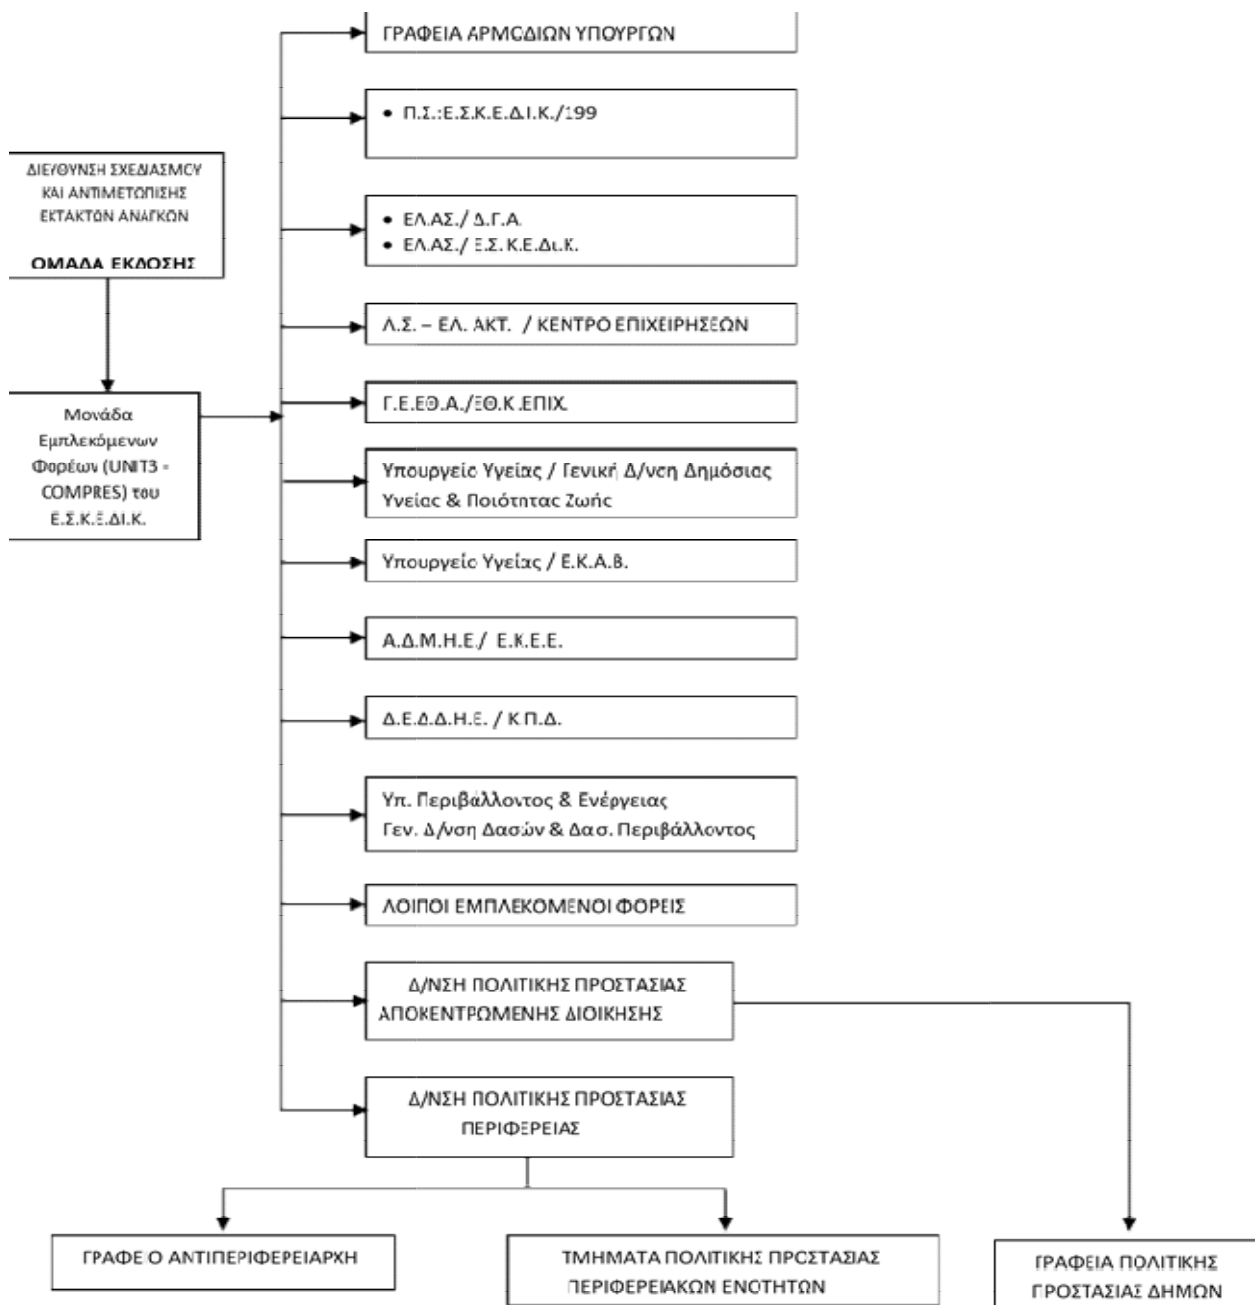 ΓΡΑΦΕΙΑ ΑΡΜΟΔΙΩΝ ΥΠΟΥΡΓΩΝ
• Π.Σ.:Ε.Σ.Κ.Ε.Δ.Ι.Κ./199
ΔΙΕΥΘΥΝΣΗ ΣΧΕΔΙΑΣΜΟΥ
ΚΑΙ ΑΝΤΙΜΕΤΩΠΙΣΗΣ
ΕΚΤΑΚΤΩΝ ΑΝΑΓΚΩΝ
ΟΜΑΔΑ ΕΚΔΟΣΗΣ
• ΕΛ.ΑΣ./ Δ.Γ.Α.
• ΕΛ.ΑΣ./ Ε.Σ.Κ.Ε.Δι.Κ.
Λ.Σ. – ΕΛ. ΑΚΤ. / ΚΕΝΤΡΟ ΕΠΙΧΕΙΡΗΣΕΩΝ
Γ.Ε.ΕΘ.Α./ΕΘ.Κ.ΕΠΙΧ.
Μονάδα
Εμπλεκόμενων
Φορέων (UNIT3 -
COMPRES) του
Ε.Σ.Κ.Ε.ΔΙ.Κ.
Υπουργείο Υγείας / Γενική Δ/νση Δημόσιας
Υγείας & Ποιότητας Ζωής
Υπουργείο Υγείας / Ε.Κ.Α.Β.
Α.Δ.Μ.Η.Ε./ Ε.Κ.Ε.Ε.
Δ.Ε.Δ.Δ.Η.Ε. / Κ.Π.Δ.
Υπ. Περιβάλλοντος & Ενέργειας
Γεν. Δ/νση Δασών & Δασ. Περιβάλλοντος
ΛΟΙΠΟΙ ΕΜΠΛΕΚΟΜΕΝΟΙ ΦΟΡΕΙΣ
Δ/ΝΣΗ ΠΟΛΙΤΙΚΗΣ ΠΡΟΣΤΑΣΙΑΣ
ΑΠΟΚΕΝΤΡΩΜΕΝΗΣ ΔΙΟΙΚΗΣΗΣ
Δ/ΝΣΗ ΠΟΛΙΤΙΚΗΣ ΠΡΟΣΤΑΣΙΑΣ
ΠΕΡΙΦΕΡΕΙΑΣ
ΓΡΑΦΕ Ο ΑΝΤΙΠΕΡΙΦΕΡΕΙΑΡΧΗ
ΤΜΗΜΑΤΑ ΠΟΛΙΤΙΚΗΣ ΠΡΟΣΤΑΣΙΑΣ
ΠΕΡΙΦΕΡΕΙΑΚΩΝ ΕΝΟΤΗΤΩΝ
ΓΡΑΦΕΙΑ ΠΟΛΙΤΙΚΗΣ
ΠΡΟΣΤΑΣΙΑΣ ΔΗΜΩΝ